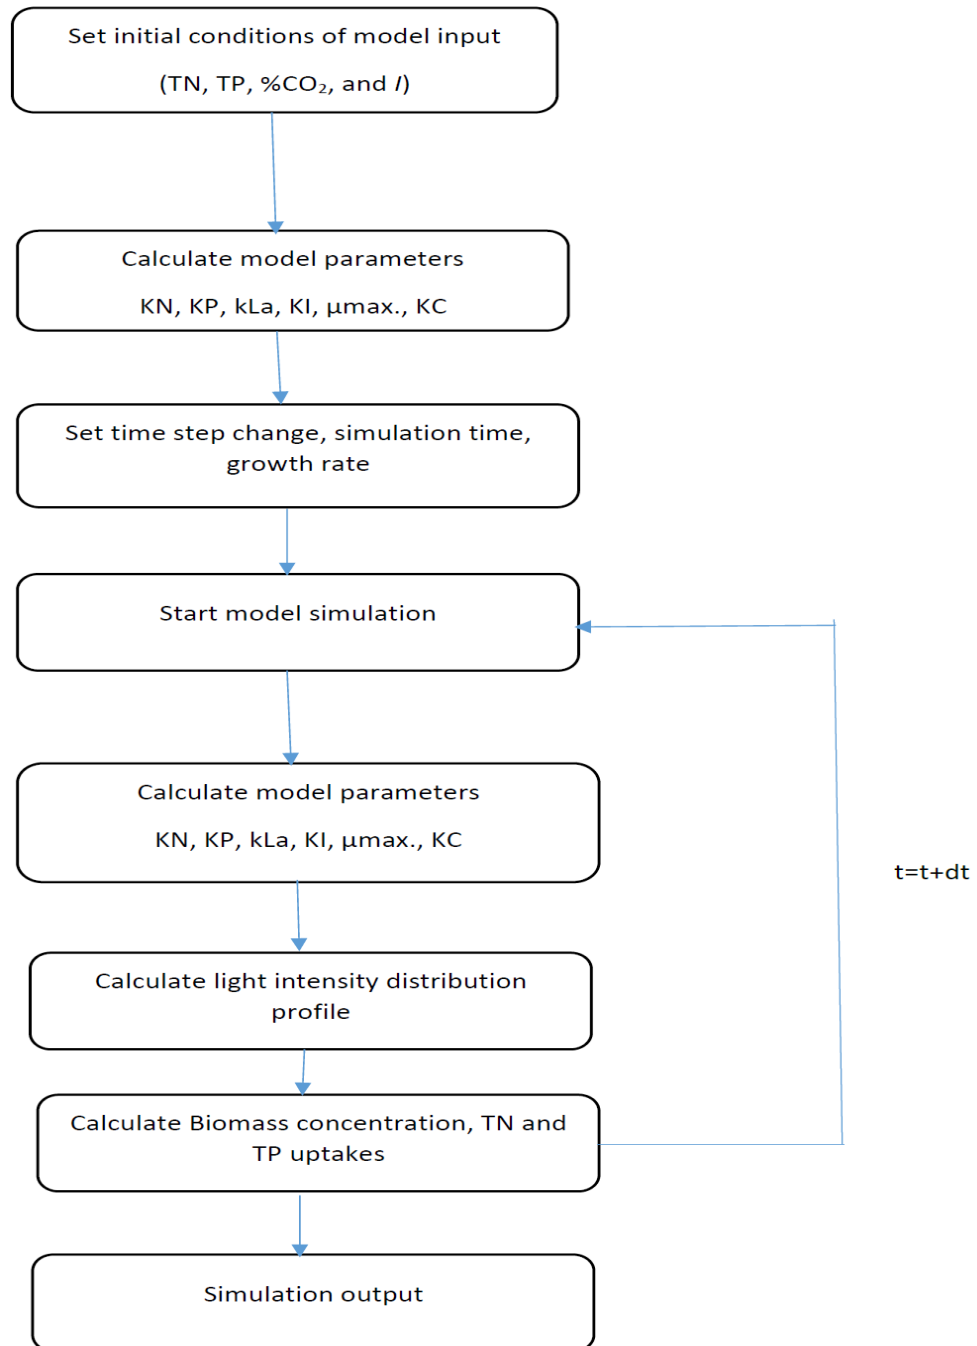 Set initial conditions of model input
(TN, TP, %CO₂, and I)
Calculate model parameters
KN, KP, kLa, KI, µmax., KC
Set time step change, simulation time,
growth rate
Start model simulation
Calculate model parameters
KN, KP, kLa, KI, µmax., KC
t=t+dt
Calculate light intensity distribution
profile
Calculate Biomass concentration, TN and
TP uptakes
Simulation output